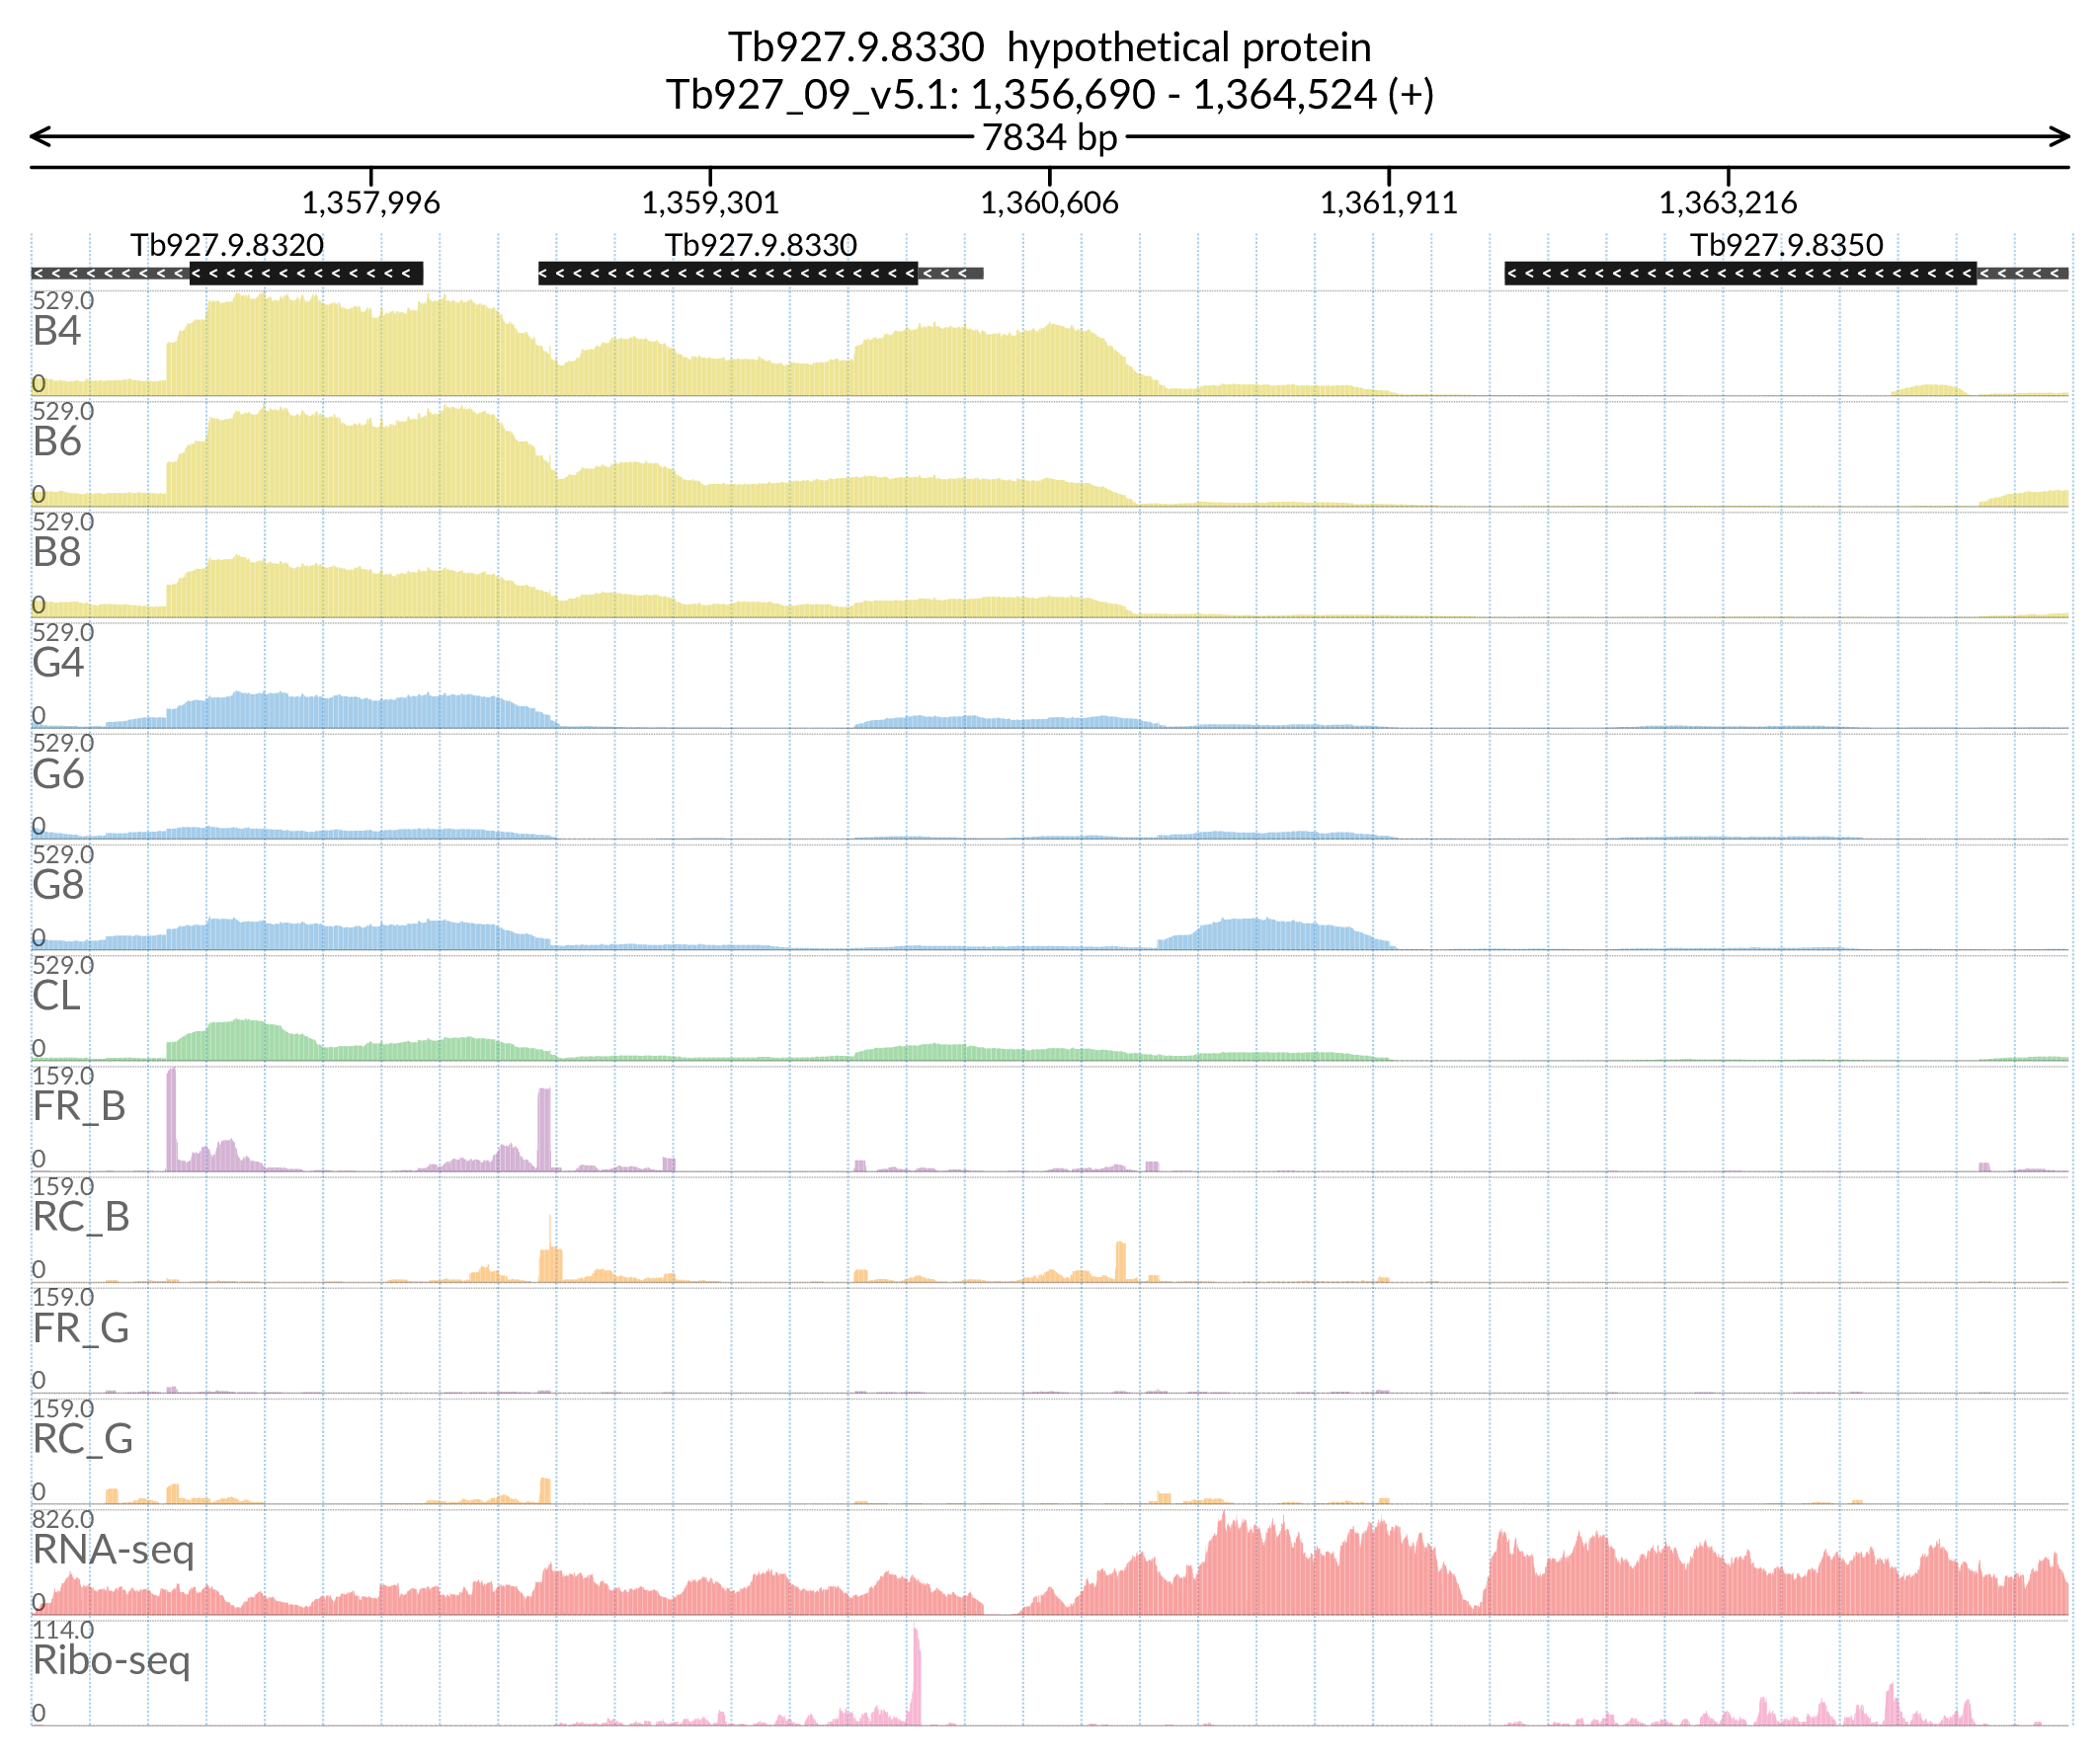 Tb927.9.8330  hypothetical protein
Tb927_09_v5.1: 1,356,690 - 1,364,524 (+)
7834 bp
1,357,996 1,359,301 1,360,606 1,361,911 1,363,216
Tb927.9.8320 Tb927.9.8330 Tb927.9.8350
529.0
B4
0
529.0
B6
0
529.0
B8
0
529.0
G4
0
529.0
G6
0
529.0
G8
0
529.0
CL
0
159.0
FR_B
0
159.0
RC_B
0
159.0
FR_G
0
159.0
RC_G
0
826.0
RNA-seq
0
114.0
Ribo-seq
0